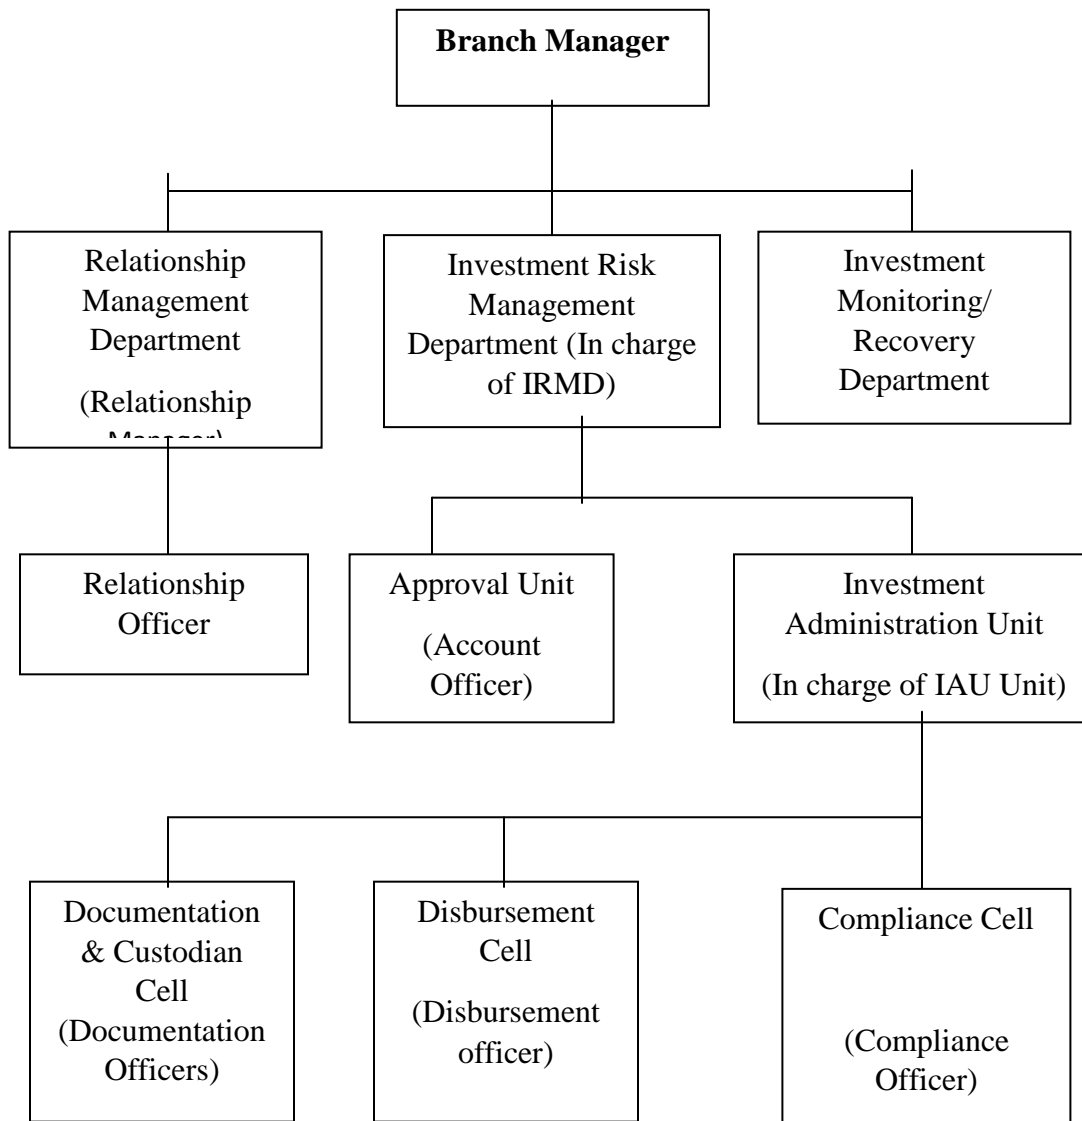 Branch Manager
Relationship
Management
Department
(Relationship
Manager)
Investment Risk
Management
Department (In charge
of IRMD)
Investment
Monitoring/
Recovery
Department
Relationship
Officer
Approval Unit
(Account
Officer)
Investment
Administration Unit
(In charge of IAU Unit)
Documentation
& Custodian
Cell
(Documentation
Officers)
Disbursement
Cell
(Disbursement
officer)
Compliance Cell
(Compliance
Officer)